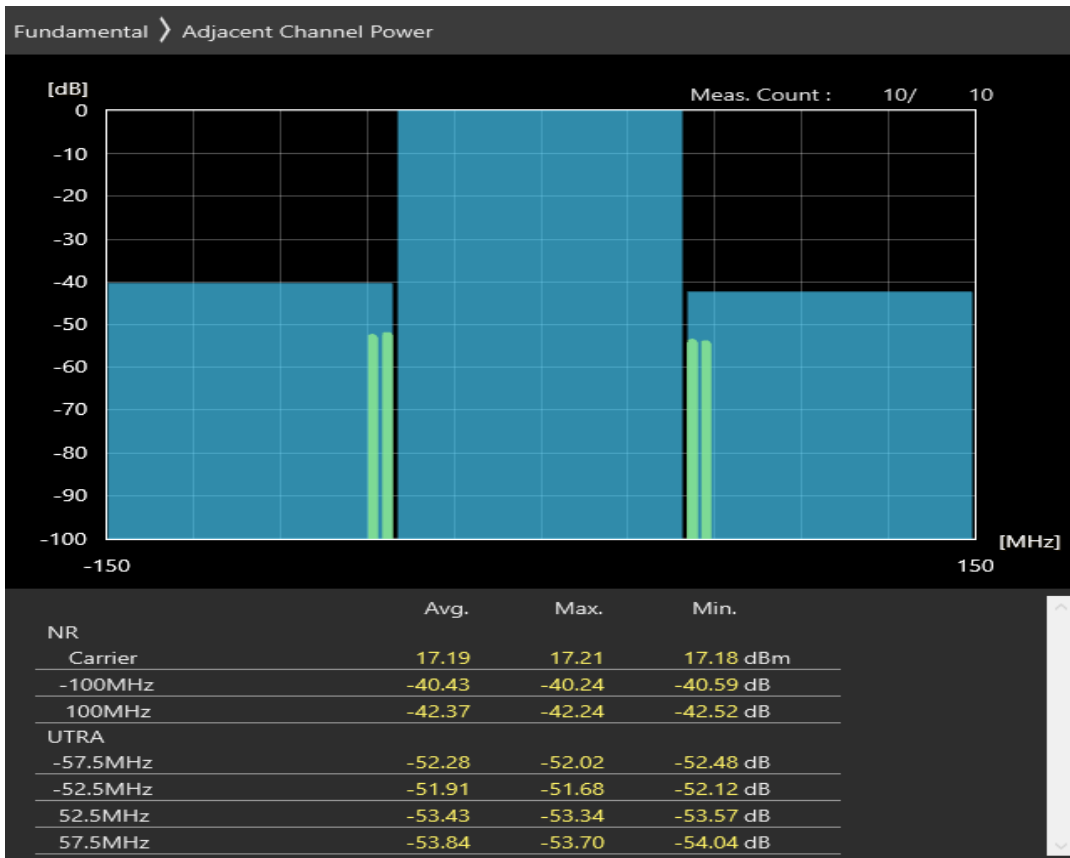 Fundamental 》 Adjacent Channel Power
[dB]
Meas. Count : 10/ 10
0
-10
-20
-30
-40
-50
-60
-70
-80
-90
-100
[MHz]
-150 150
Avg. Max. Min.
NR
Carrier 17.19 17.21 17.18 dBm
-100MHz -40.43 -40.24 -40.59 dB
100MHz -42.37 -42.24 -42.52 dB
UTRA
-57.5MHz -52.28 -52.02 -52.48 dB
-52.5MHz -51.91 -51.68 -52.12 dB
52.5MHz -53.43 -53.34 -53.57 dB
57.5MHz -53.84 -53.70 -54.04 dB